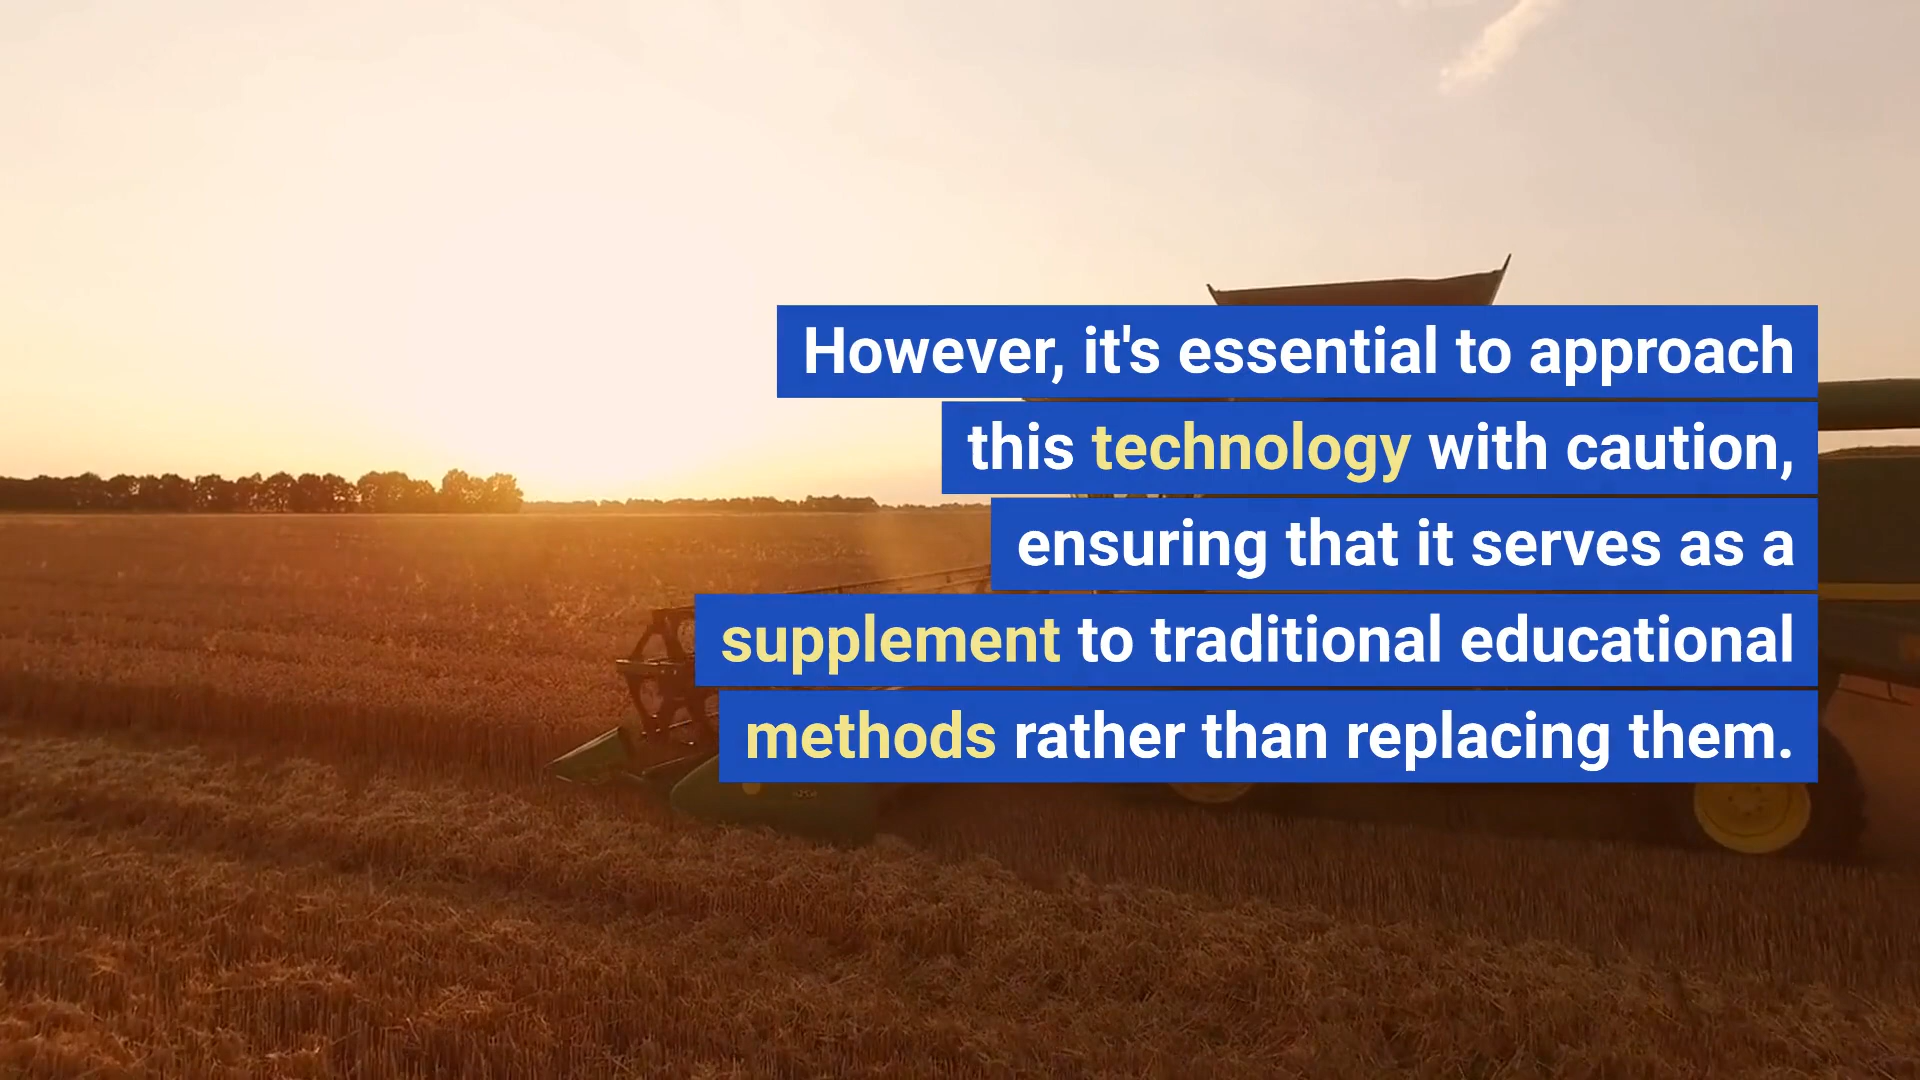 However, it's essential to approach
this technology with caution,
ensuring that it serves as a
supplement to traditional educational
methods rather than replacing them.